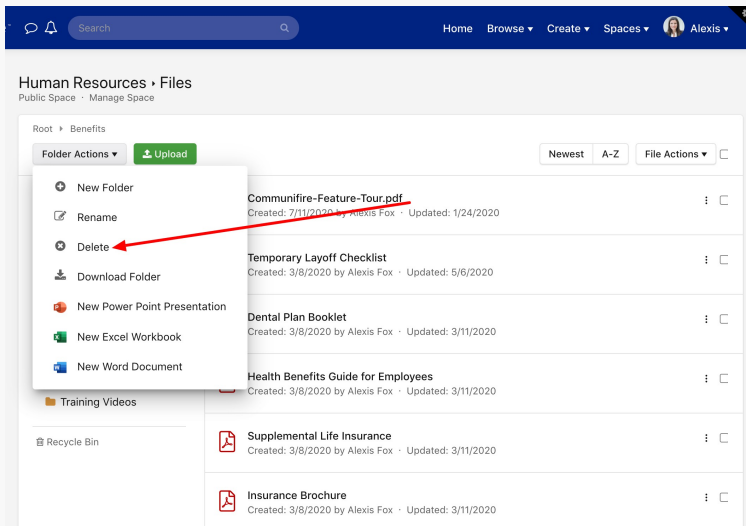 Search
Home Browse ▾ Create ▾ Spaces ▾ Alexis ▾
Human Resources › Files
Public Space · Manage Space
Root › Benefits
Folder Actions ▾ Upload Newest A-Z File Actions ▾
New Folder
Rename
Delete
Download Folder
New Power Point Presentation
New Excel Workbook
New Word Document
Training Videos
Recycle Bin
Communifire-Feature-Tour.pdf
Created: 7/11/2020 by Alexis Fox · Updated: 1/24/2020
Temporary Layoff Checklist
Created: 3/8/2020 by Alexis Fox · Updated: 5/6/2020
Dental Plan Booklet
Created: 3/8/2020 by Alexis Fox · Updated: 3/11/2020
Health Benefits Guide for Employees
Created: 3/8/2020 by Alexis Fox · Updated: 3/11/2020
Supplemental Life Insurance
Created: 3/8/2020 by Alexis Fox · Updated: 3/11/2020
Insurance Brochure
Created: 3/8/2020 by Alexis Fox · Updated: 3/11/2020